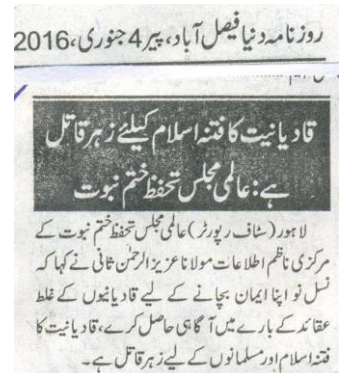 روزنامہ دنیا فیصل آباد، پیر 4 جنوری، 2016
قادیانیت کا فتنہ اسلام کیلئے زہر قاتل
ہے: عالمی مجلس تحفظ ختم نبوت
لاہور (سٹاف رپورٹر) عالمی مجلس تحفظ ختم نبوت کے
مرکزی ناظم اطلاعات مولانا عزیز الرحمٰن ثانی نے کہا کہ
نسل نو اپنا ایمان بچانے کے لیے قادیانیوں کے غلط
عقائد کے بارے میں آگاہی حاصل کرے، قادیانیت کا
فتنہ اسلام اور مسلمانوں کے لیے زہر قاتل ہے۔